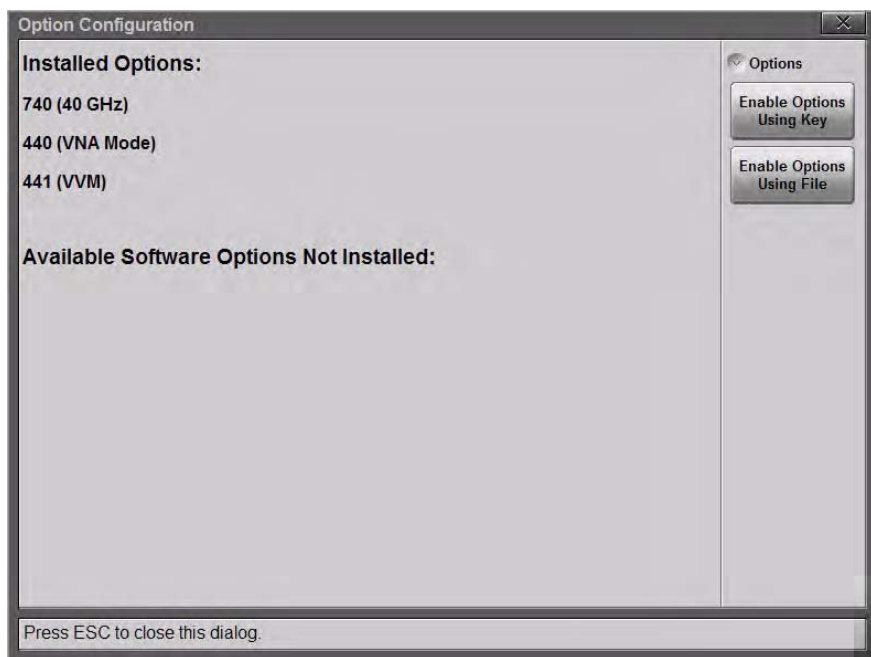 Option Configuration
Installed Options:
740 (40 GHz)
440 (VNA Mode)
441 (VVM)
Available Software Options Not Installed:
Options
Enable Options
Using Key
Enable Options
Using File
Press ESC to close this dialog.